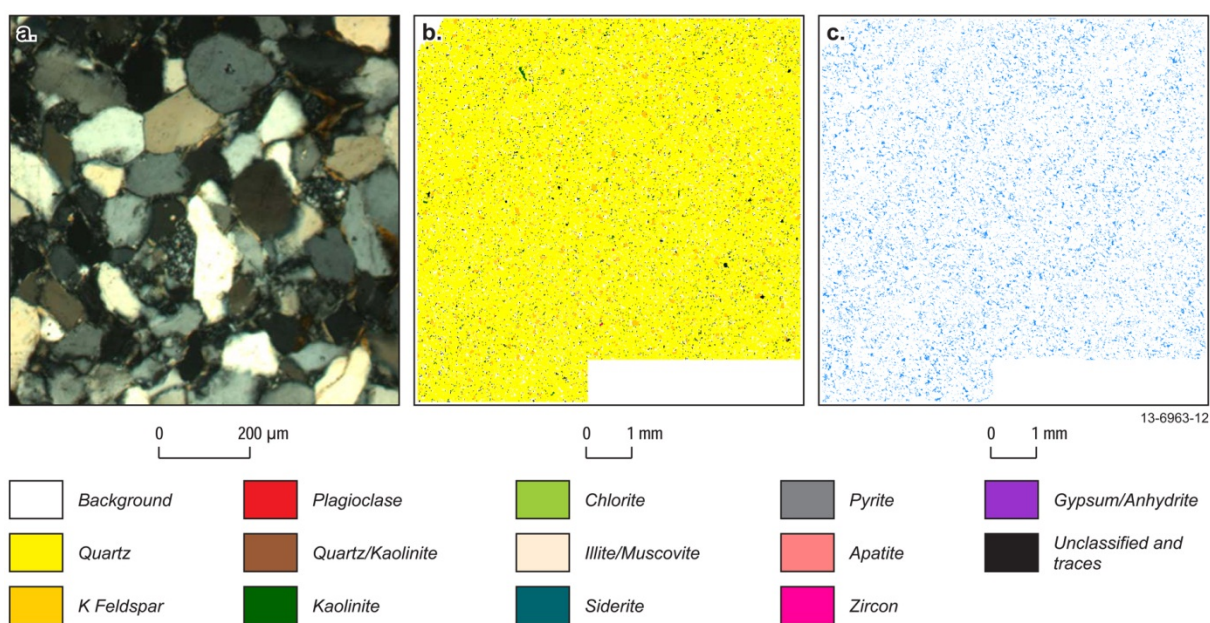 a.
b.
c.
13-6963-12
0 200 µm
0 1 mm
0 1 mm
Background
Plagioclase
Chlorite
Pyrite
Gypsum/Anhydrite
Quartz
Quartz/Kaolinite
Illite/Muscovite
Apatite
Unclassified and
traces
K Feldspar
Kaolinite
Siderite
Zircon